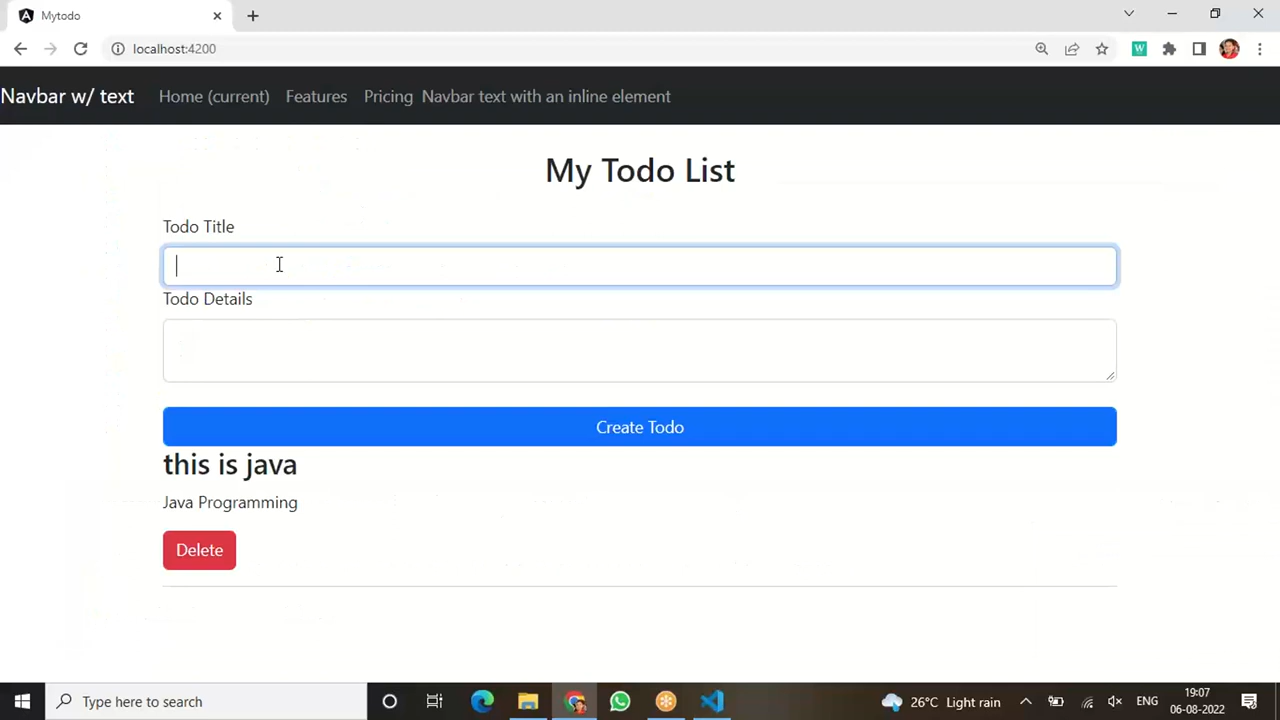 Mytodo
localhost:4200
Navbar w/ text Home (current) Features Pricing Navbar text with an inline element
My Todo List
Todo Title
Todo Details
Create Todo
this is java
Java Programming
Delete
Type here to search
26°C Light rain
ENG
19:07
06-08-2022